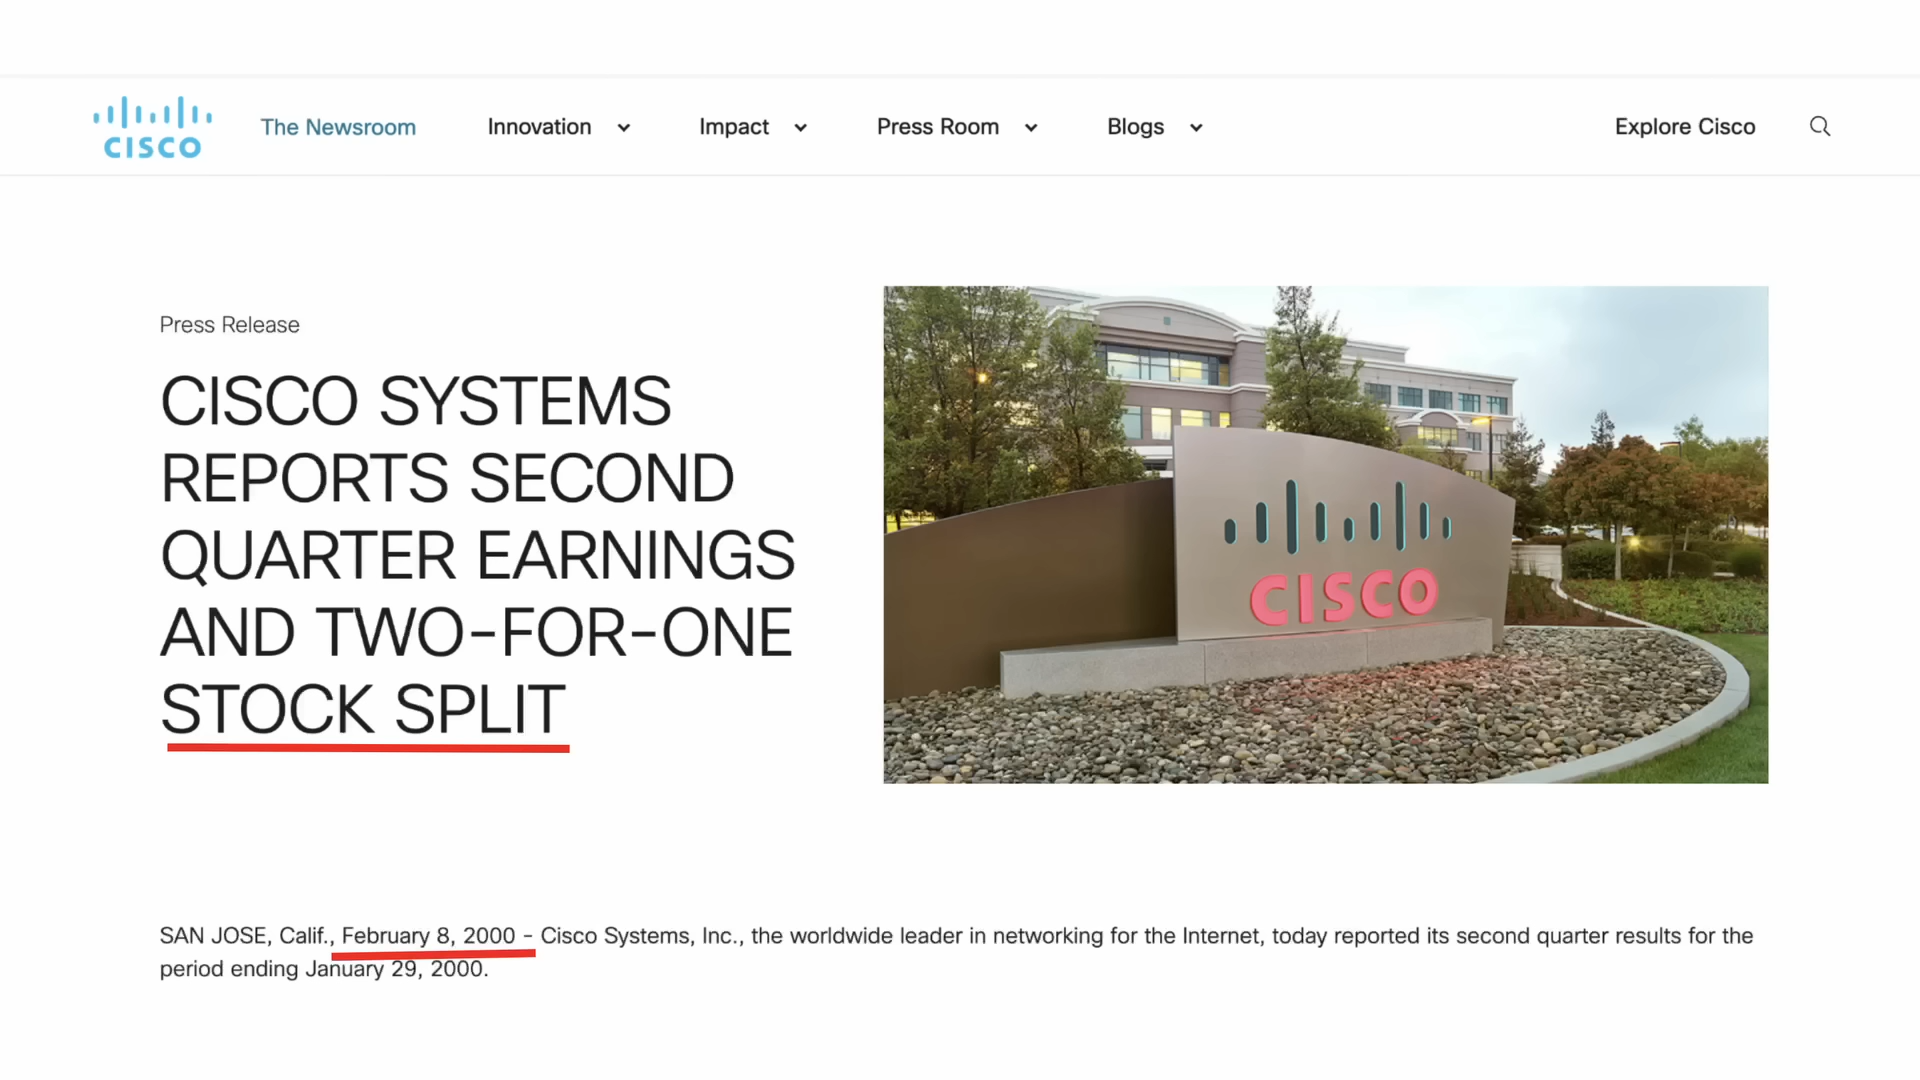 CISCO
The Newsroom
Innovation
Impact
Press Room
Blogs
Explore Cisco
Press Release
CISCO SYSTEMS
REPORTS SECOND
QUARTER EARNINGS
AND TWO-FOR-ONE
STOCK SPLIT
CISCO
SAN JOSE, Calif., February 8, 2000 - Cisco Systems, Inc., the worldwide leader in networking for the Internet, today reported its second quarter results for the
period ending January 29, 2000.